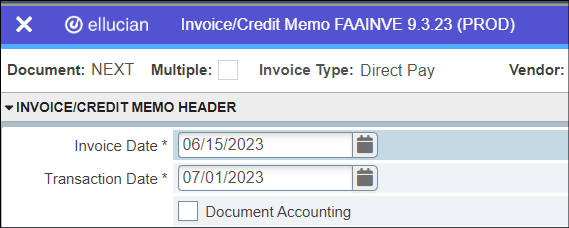 ellucian Invoice/Credit Memo FAAINVE 9.3.23 (PROD)
Document: NEXT Multiple: Invoice Type: Direct Pay Vendor:
INVOICE/CREDIT MEMO HEADER
Invoice Date * 06/15/2023
Transaction Date * 07/01/2023
Document Accounting